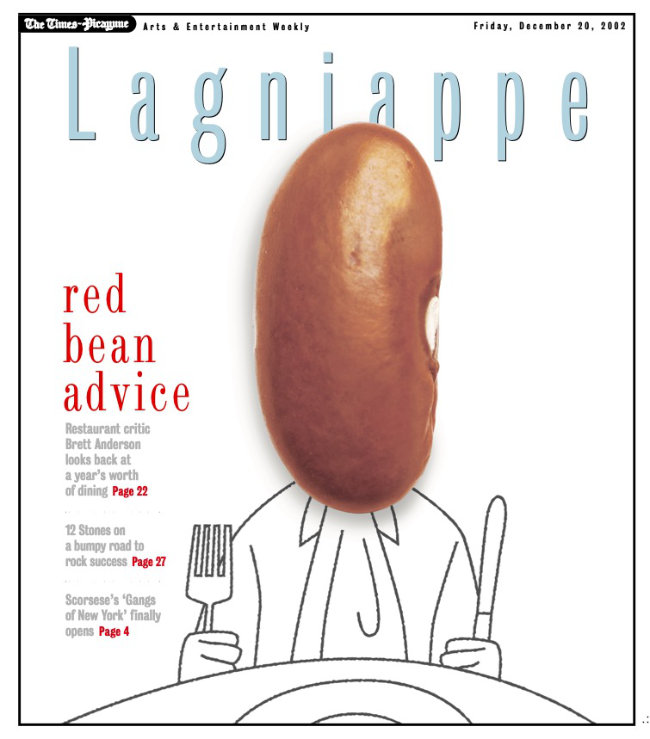 The Times-Picayune Arts & Entertainment Weekly Friday, December 20, 2002
Lagniappe
red
bean
advice
Restaurant critic
Brett Anderson
looks back at
a year's worth
of dining Page 22
12 Stones on
a bumpy road to
rock success Page 27
Scorsese's 'Gangs
of New York' finally
opens Page 4